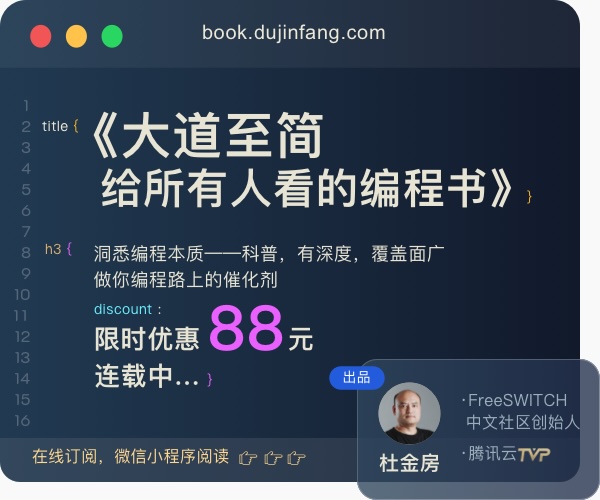 book.dujinfang.com
1
2
3
4
5
6
7
8
9
10
11
12
13
14
15
16
title {
《大道至简
给所有人看的编程书》}
h3 {
洞悉编程本质——科普，有深度，覆盖面广
做你编程路上的催化剂
discount :
限时优惠 88 元
连载中... }
在线订阅，微信小程序阅读 👉 👉 👉
出品
杜金房
·FreeSWITCH
中文社区创始人
·腾讯云TVP